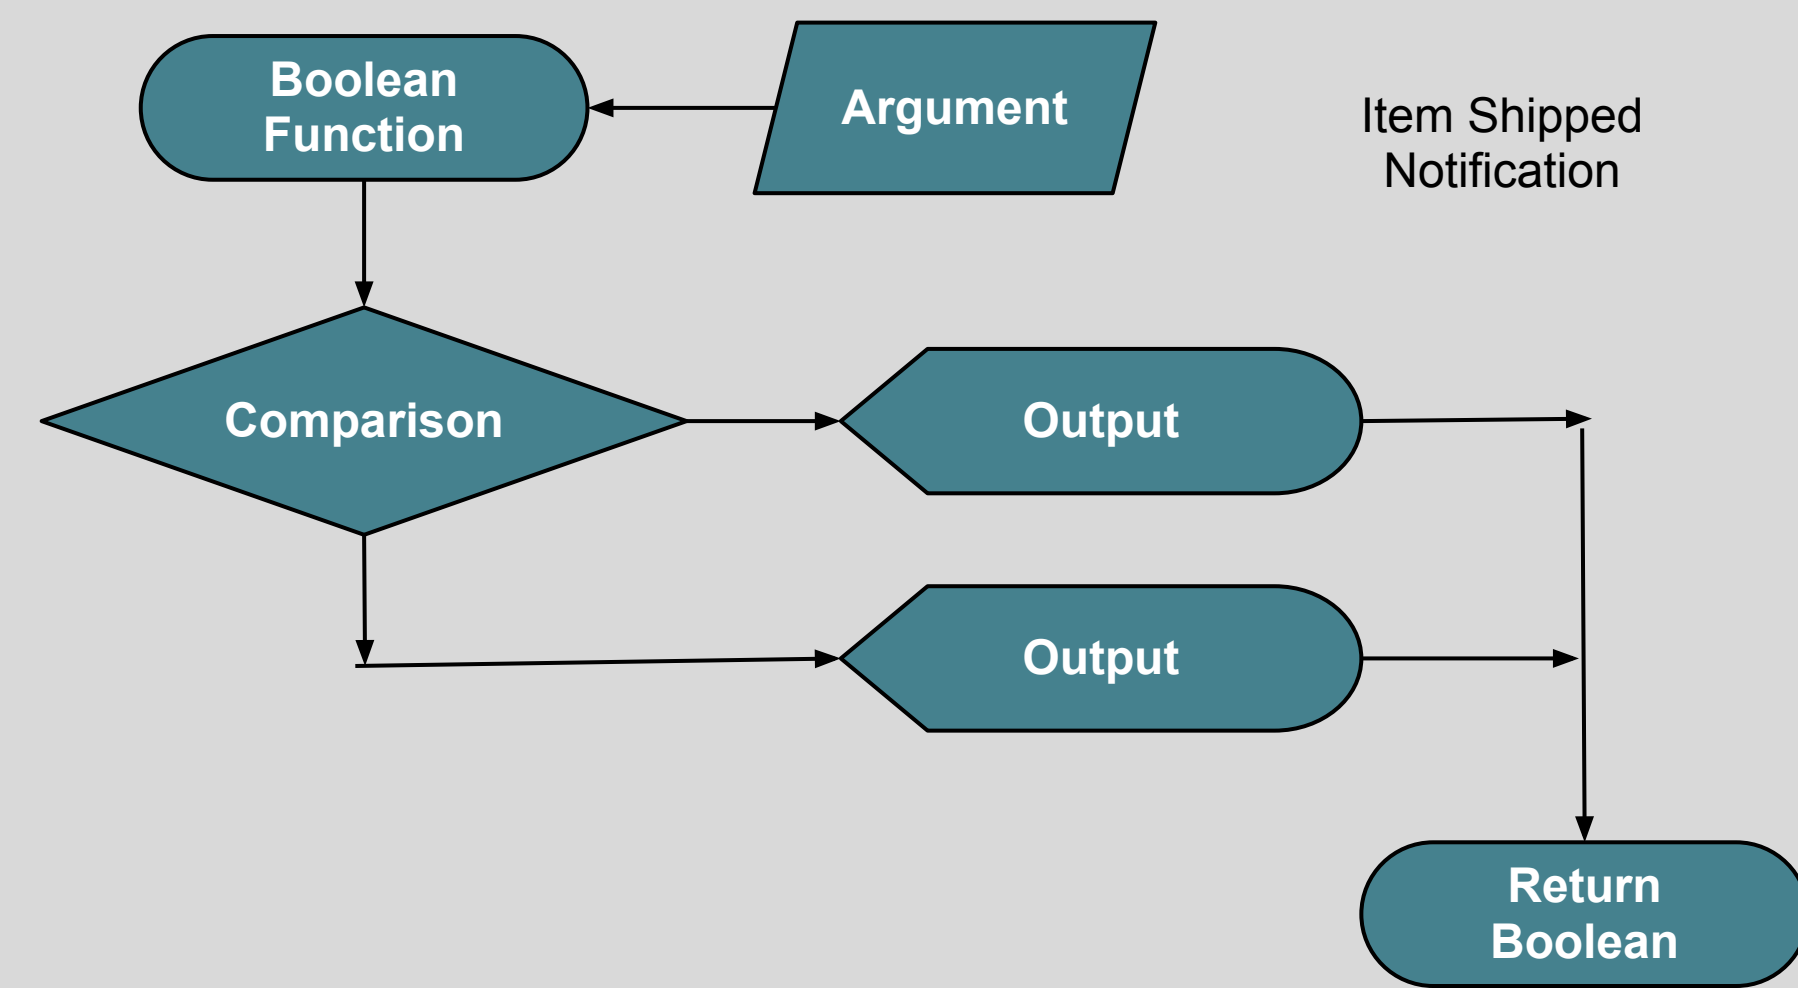 Boolean
Function
Argument
Item Shipped
Notification
Comparison
Output
Output
Return
Boolean